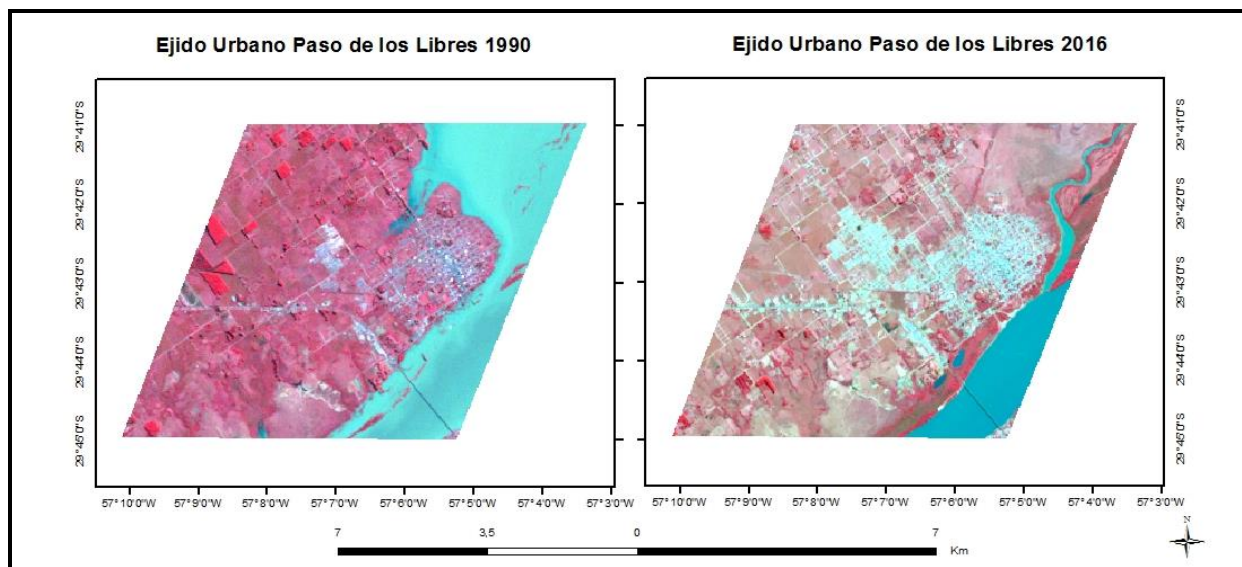 Ejido Urbano Paso de los Libres 1990
Ejido Urbano Paso de los Libres 2016
29°41'0"S
29°42'0"S
29°43'0"S
29°44'0"S
29°45'0"S
29°41'0"S
29°42'0"S
29°43'0"S
29°44'0"S
29°45'0"S
57°10'0"W 57°9'0"W 57°8'0"W 57°7'0"W 57°6'0"W 57°5'0"W 57°4'0"W 57°3'0"W
57°10'0"W 57°9'0"W 57°8'0"W 57°7'0"W 57°6'0"W 57°5'0"W 57°4'0"W 57°3'0"W
7 3,5 0 7
Km
N